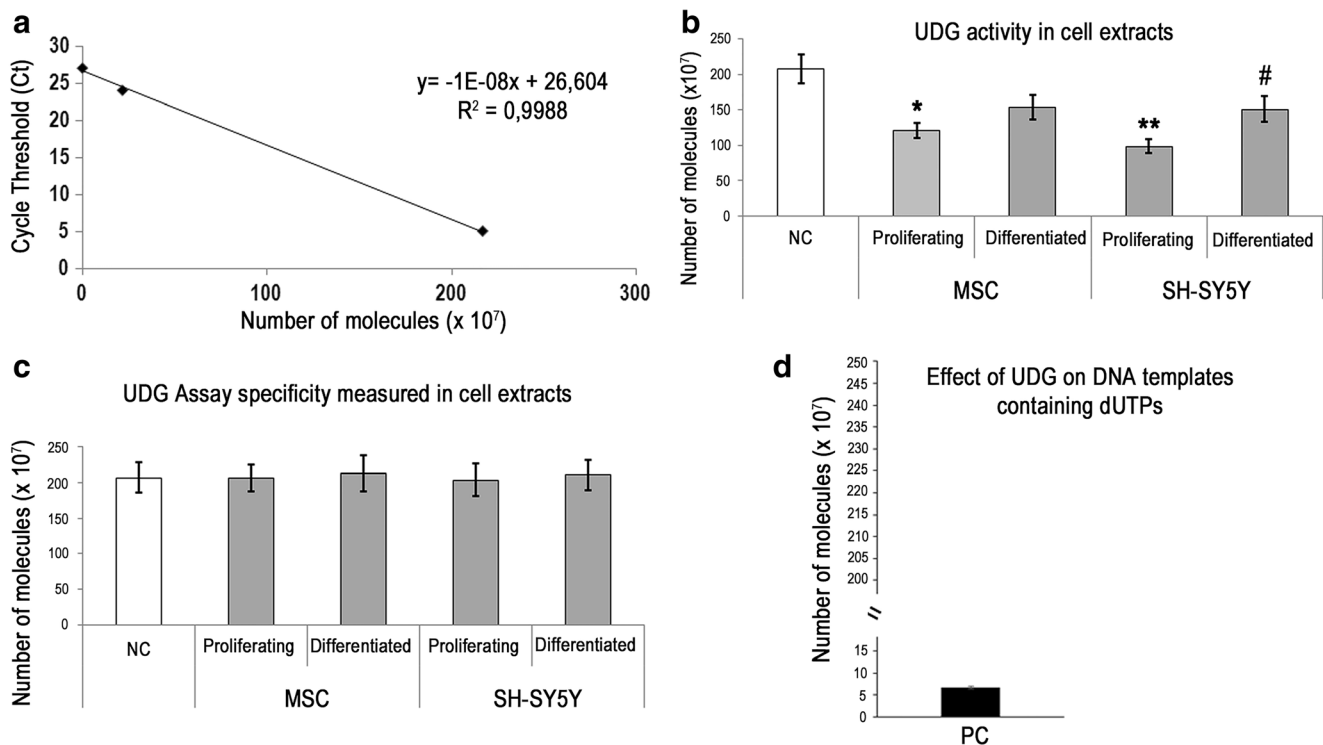 a
30
25
20
15
10
5
0
Cycle Threshold (Ct)
y= -1E-08x + 26,604
R² = 0,9988
0 100 200 300
Number of molecules (x 10⁷)
b
UDG activity in cell extracts
Number of molecules (x10⁷)
250
200
150
100
50
0
*
**
#
NC Proliferating Differentiated Proliferating Differentiated
MSC SH-SY5Y
c
UDG Assay specificity measured in cell extracts
Number of molecules (x 10⁷)
250
200
150
100
50
0
NC Proliferating Differentiated Proliferating Differentiated
MSC SH-SY5Y
d
Effect of UDG on DNA templates
containing dUTPs
Number of molecules (x 10⁷)
250
245
240
235
230
225
220
215
210
205
200
15
10
5
0
PC